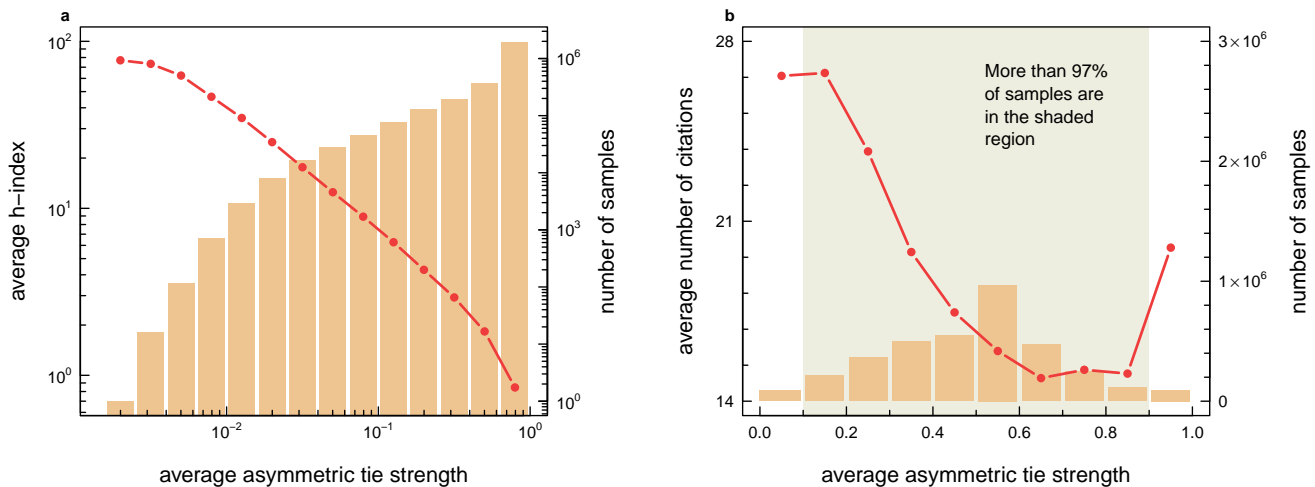 a
average h−index
10²
10¹
10⁰
10⁶
10³
10⁰
number of samples
10⁻²
10⁻¹
10⁰
average asymmetric tie strength
b
average number of citations
28
21
14
More than 97%
of samples are
in the shaded
region
3×10⁶
2×10⁶
1×10⁶
0
number of samples
0.0
0.2
0.4
0.6
0.8
1.0
average asymmetric tie strength